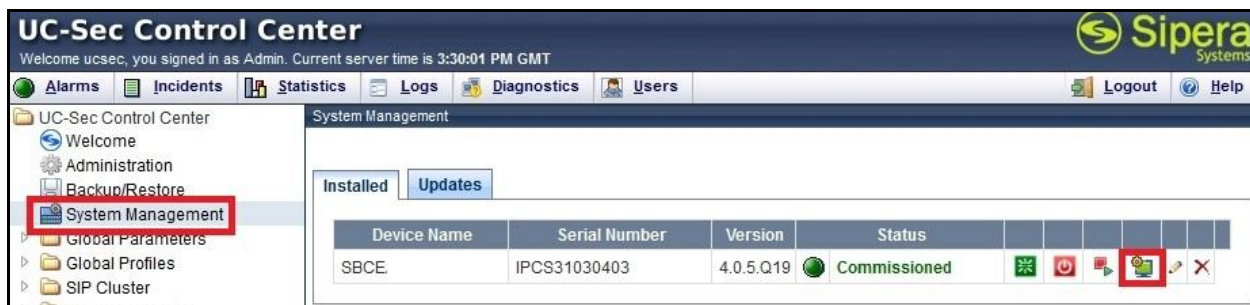 UC-Sec Control Center
Welcome ucsec, you signed in as Admin. Current server time is 3:30:01 PM GMT
Sipera
Systems
Alarms Incidents Statistics Logs Diagnostics Users Logout Help
UC-Sec Control Center
Welcome
Administration
Backup/Restore
System Management
Global Parameters
Global Profiles
SIP Cluster
System Management
Installed Updates
Device Name Serial Number Version Status
SBCE. IPCS31030403 4.0.5.Q19 Commissioned